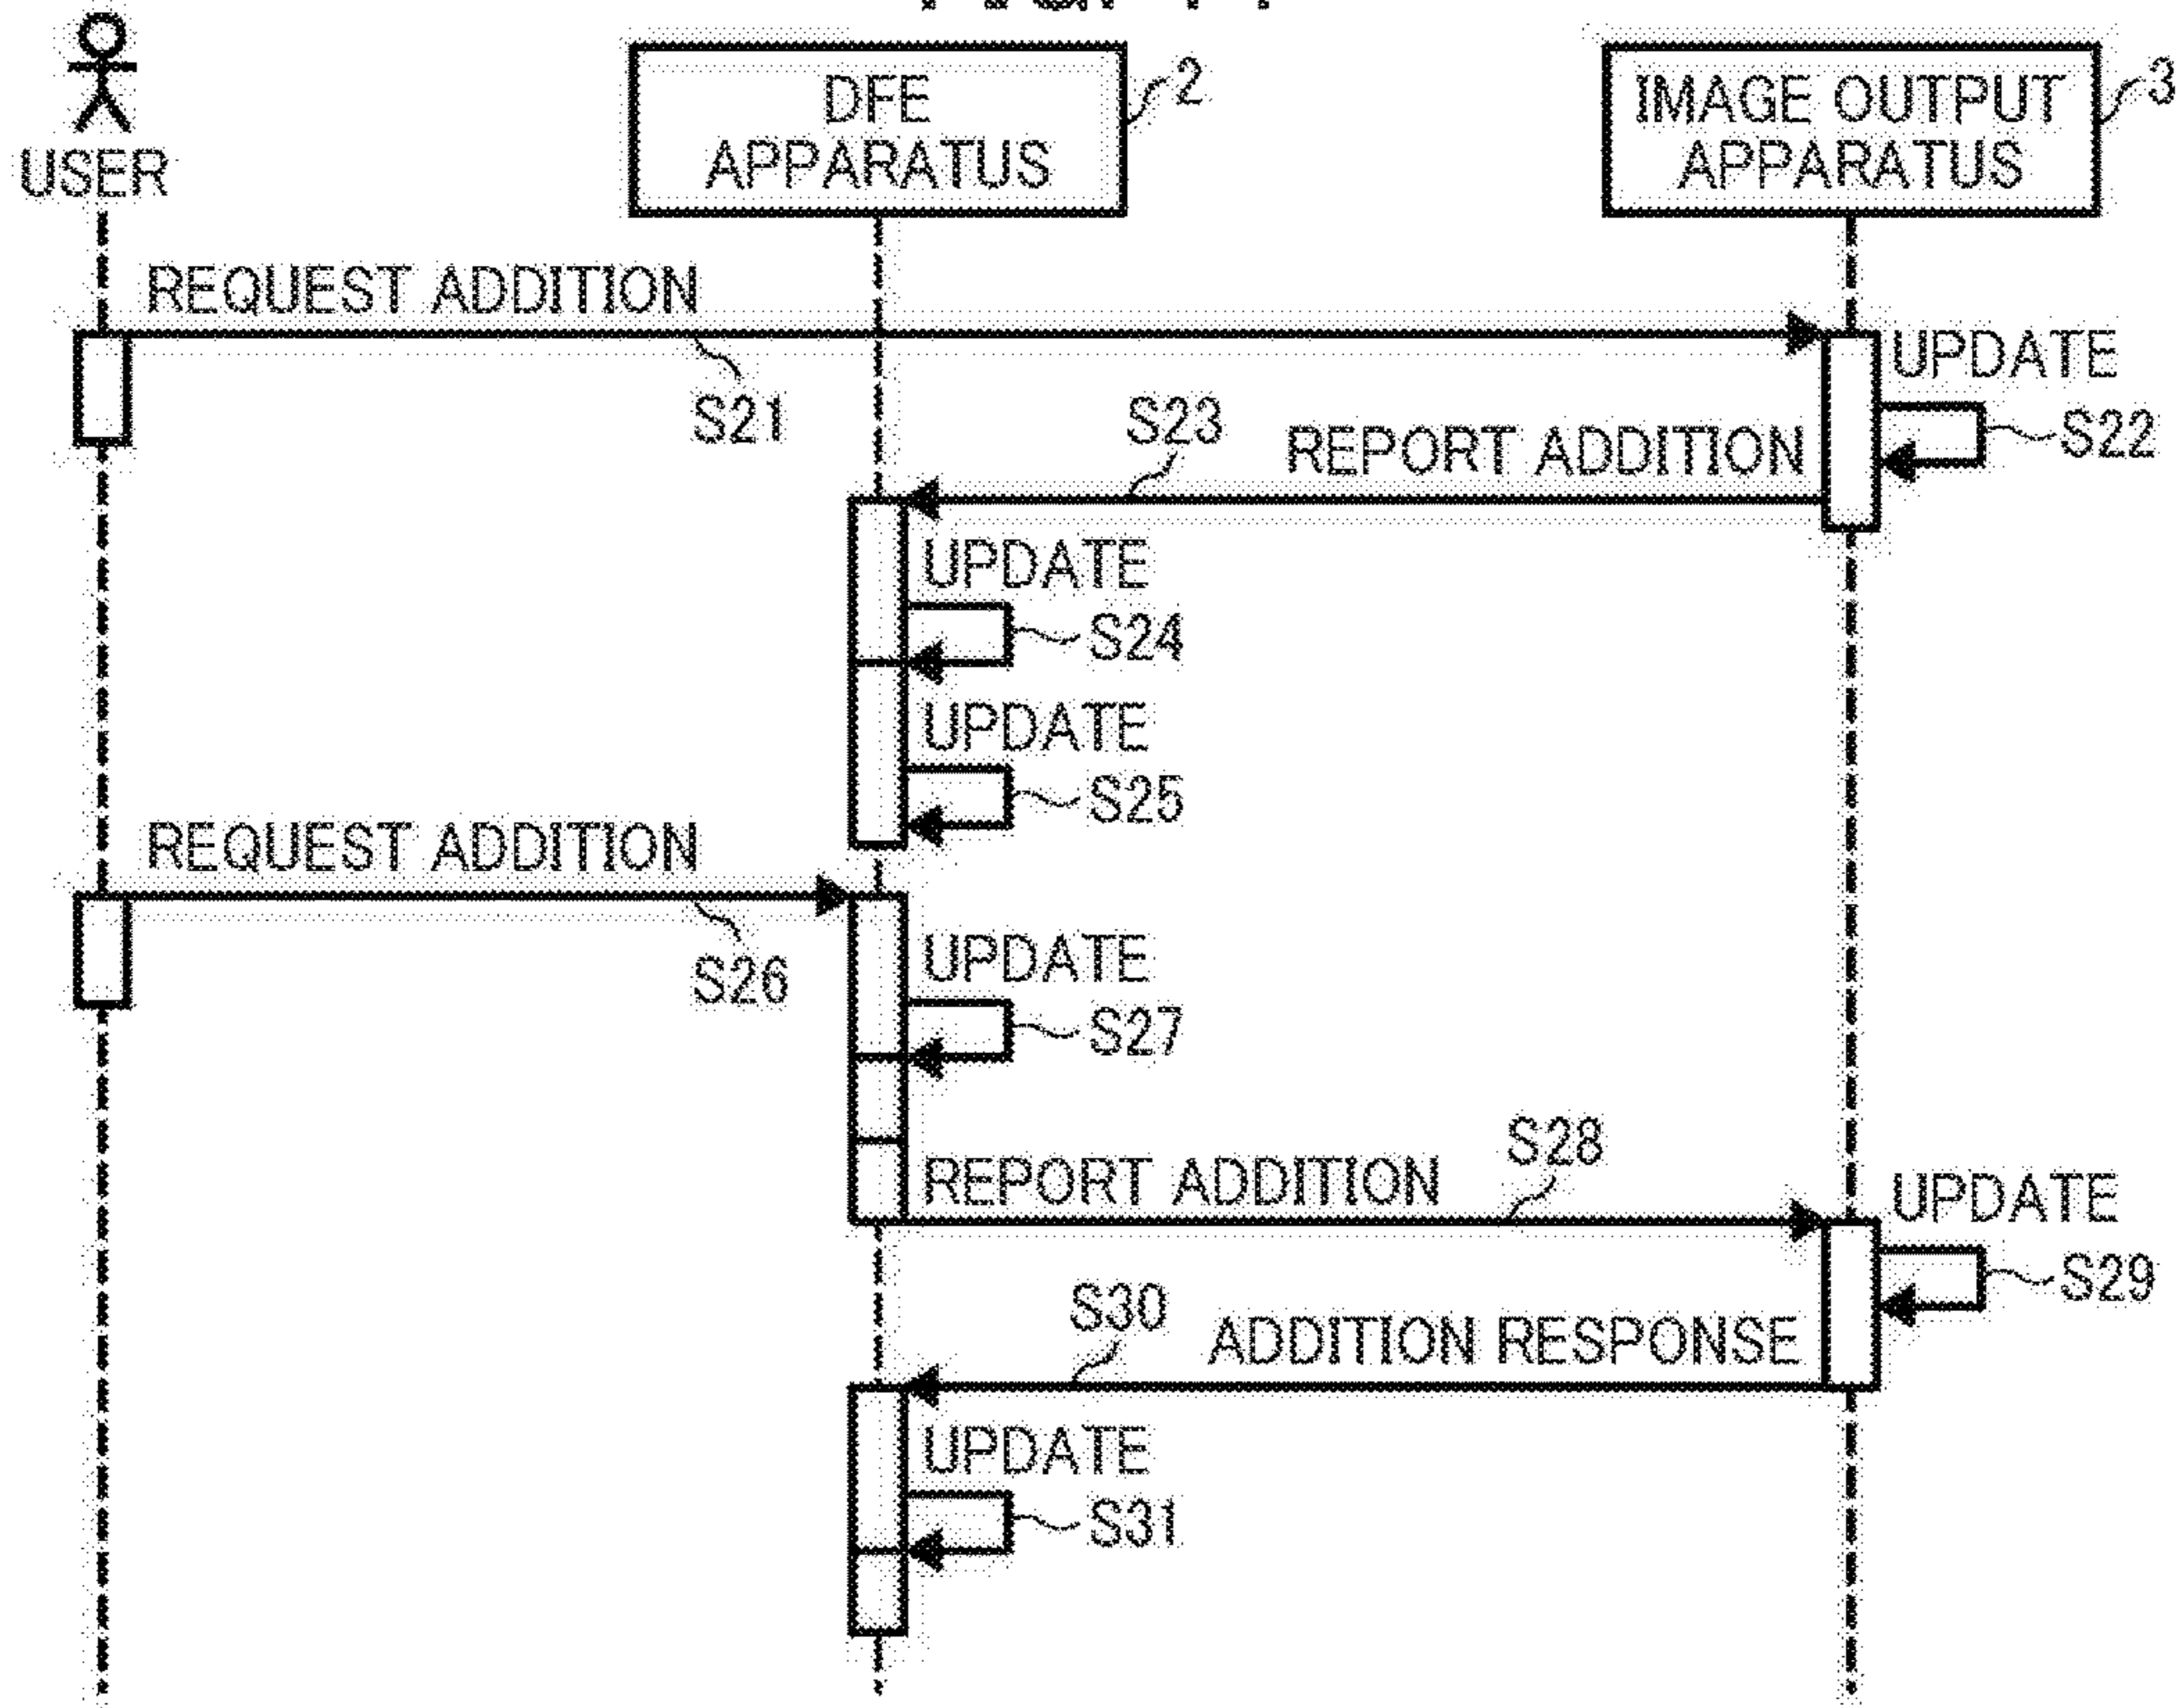 USER
DFE
APPARATUS
2
IMAGE OUTPUT
APPARATUS
3
REQUEST ADDITION
S21
UPDATE
S22
S23
REPORT ADDITION
UPDATE
S24
UPDATE
S25
REQUEST ADDITION
S26
UPDATE
S27
S28
REPORT ADDITION
UPDATE
S29
S30
ADDITION RESPONSE
UPDATE
S31